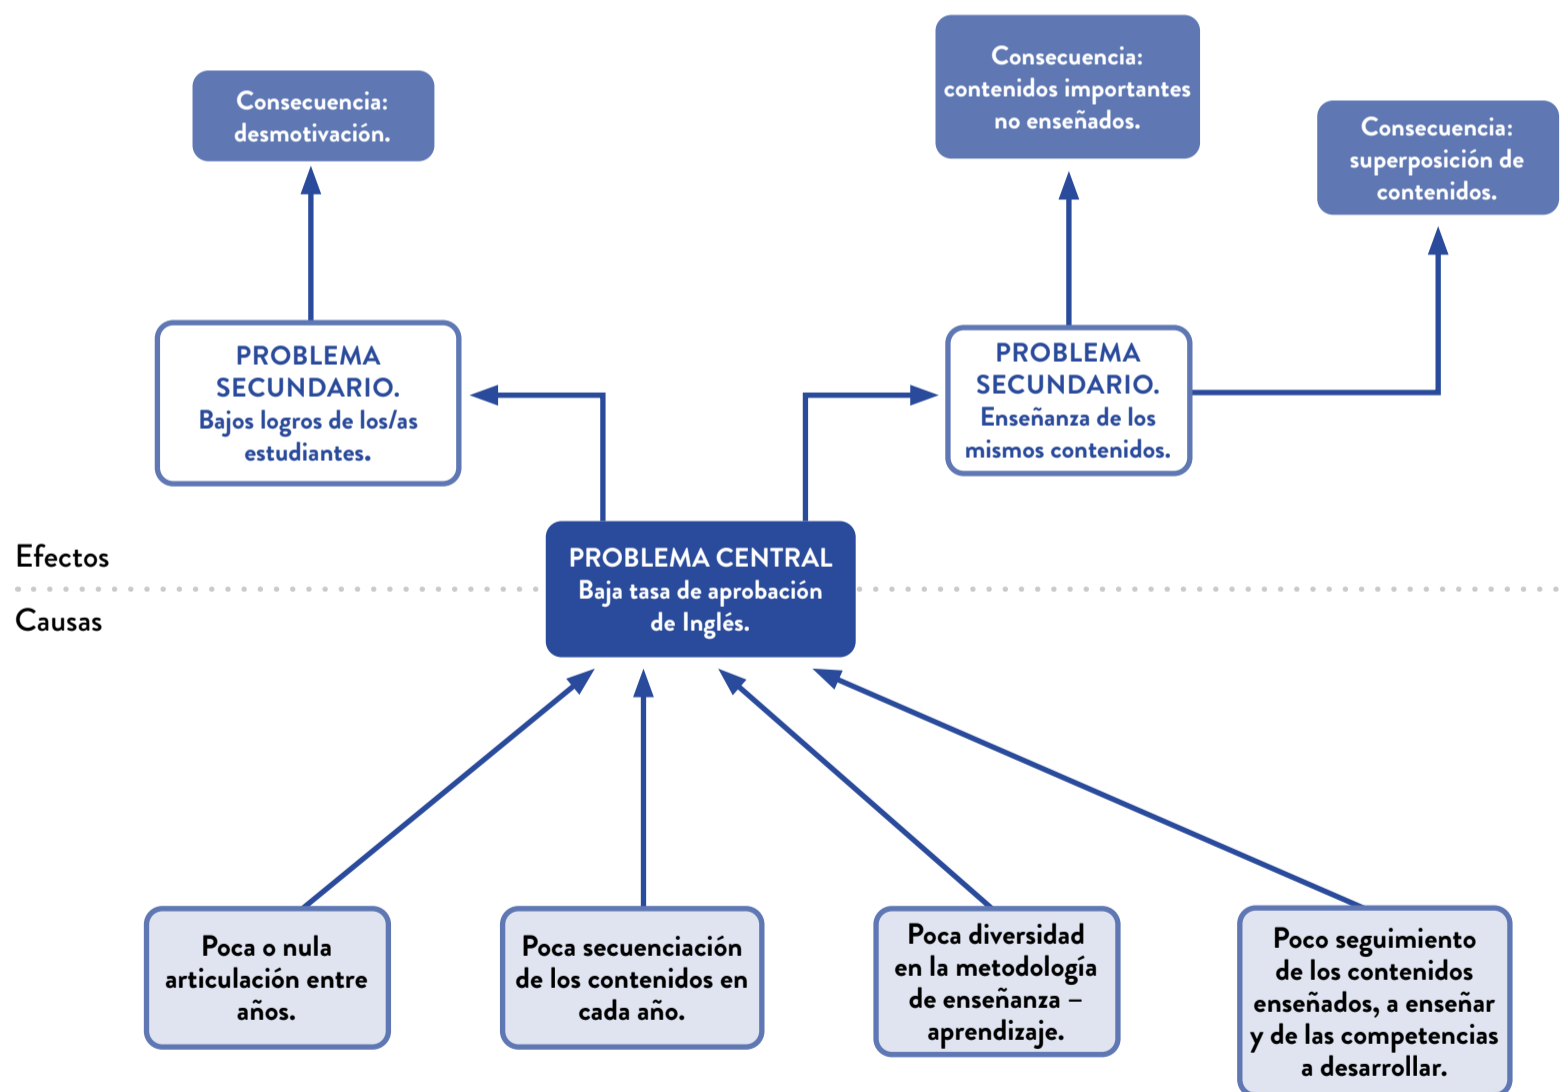 Consecuencia:
desmotivación.
Consecuencia:
contenidos importantes
no enseñados.
Consecuencia:
superposición de
contenidos.
PROBLEMA
SECUNDARIO.
Bajos logros de los/as
estudiantes.
PROBLEMA
SECUNDARIO.
Enseñanza de los
mismos contenidos.
Efectos
PROBLEMA CENTRAL
Baja tasa de aprobación
de Inglés.
Causas
Poca o nula
articulación entre
años.
Poca secuenciación
de los contenidos en
cada año.
Poca diversidad
en la metodología
de enseñanza –
aprendizaje.
Poco seguimiento
de los contenidos
enseñados, a enseñar
y de las competencias
a desarrollar.